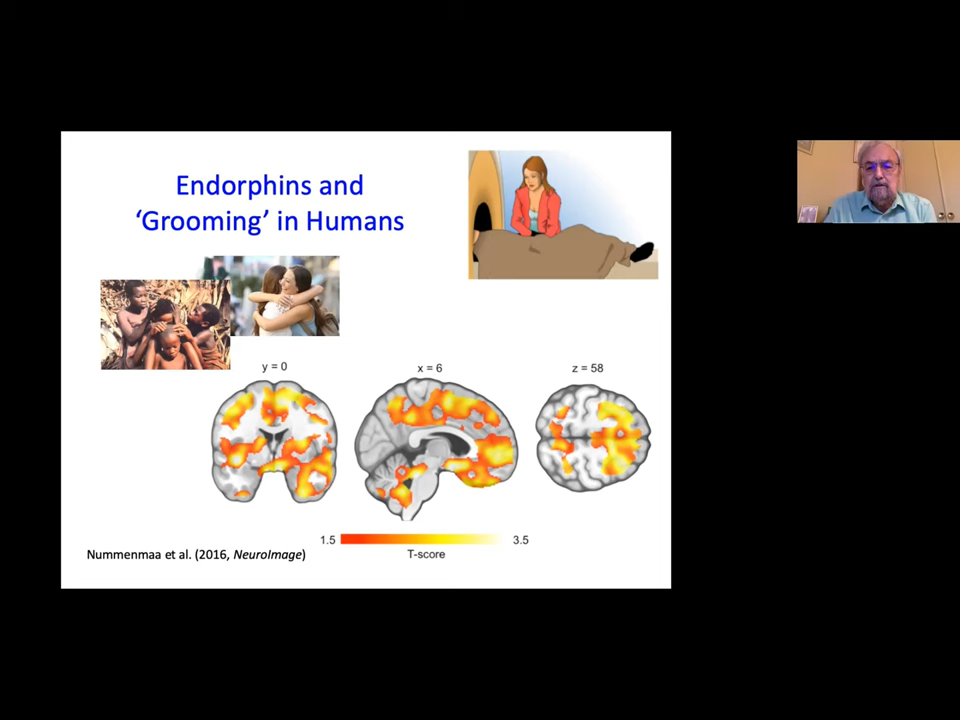 Endorphins and
‘Grooming’ in Humans
y = 0
x = 6
z = 58
1.5
3.5
T-score
Nummenmaa et al. (2016, NeuroImage)